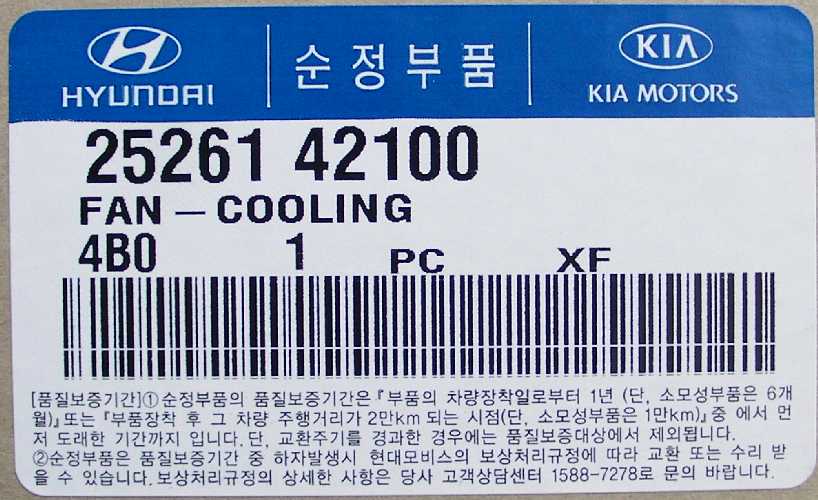 HYUNDAI
순정부품
KIA
KIA MOTORS
25261 42100
FAN - COOLING
4B0 1 PC XF
[품질보증기간]①순정부품의 품질보증기간은『부품의 차량장착일로부터 1년 (단, 소모성부품은 6개
월)』또는『부품장착 후 그 차량 주행거리가 2만km 되는 시점(단, 소모성부품은 1만km)』중 에서 먼
저 도래한 기간까지 입니다. 단, 교환주기를 경과한 경우에는 품질보증대상에서 제외됩니다.
②순정부품은 품질보증기간 중 하자발생시 현대모비스의 보상처리규정에 따라 교환 또는 수리 받
을 수 있습니다. 보상처리규정의 상세한 사항은 당사 고객상담센터 1588-7278로 문의 바랍니다.